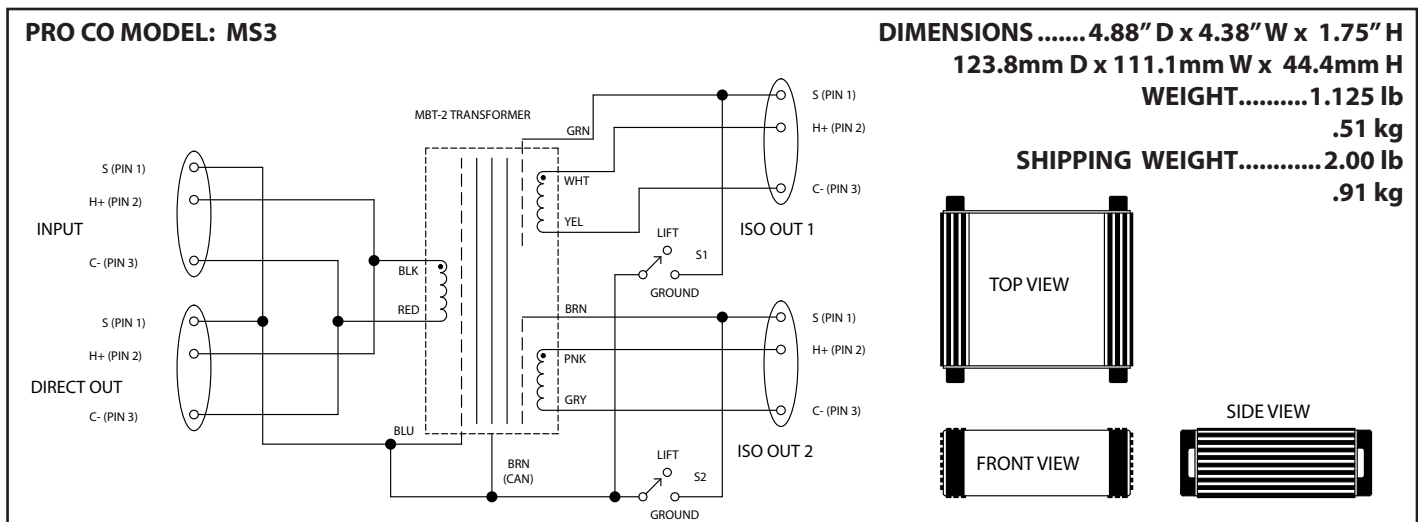 PRO CO MODEL: MS3
DIMENSIONS .......4.88" D x 4.38" W x 1.75" H
123.8mm D x 111.1mm W x 44.4mm H
WEIGHT..........1.125 lb
.51 kg
SHIPPING WEIGHT............2.00 lb
.91 kg
MBT-2 TRANSFORMER
S (PIN 1)
H+ (PIN 2)
INPUT
C- (PIN 3)
S (PIN 1)
H+ (PIN 2)
DIRECT OUT
C- (PIN 3)
BLK
RED
BLU
BRN
(CAN)
GRN
WHT
YEL
BRN
PNK
GRY
S (PIN 1)
H+ (PIN 2)
C- (PIN 3)
ISO OUT 1
LIFT
S1
GROUND
S (PIN 1)
H+ (PIN 2)
C- (PIN 3)
ISO OUT 2
LIFT
S2
GROUND
TOP VIEW
FRONT VIEW
SIDE VIEW